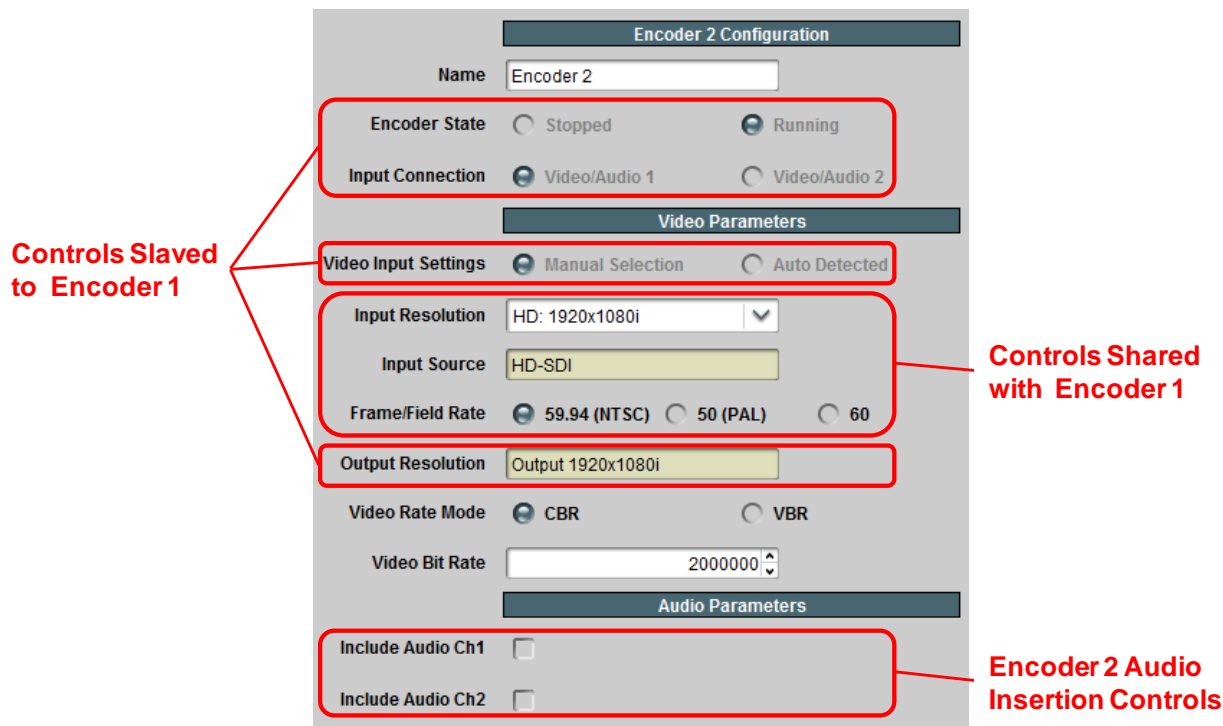 Encoder 2 Configuration
Name Encoder 2
Encoder State Stopped Running
Input Connection Video/Audio 1 Video/Audio 2
Video Parameters
Controls Slaved
to Encoder 1
Video Input Settings Manual Selection Auto Detected
Input Resolution HD: 1920x1080i
Input Source HD-SDI
Controls Shared
with Encoder 1
Frame/Field Rate 59.94 (NTSC) 50 (PAL) 60
Output Resolution Output 1920x1080i
Video Rate Mode CBR VBR
Video Bit Rate 2000000
Audio Parameters
Include Audio Ch1
Include Audio Ch2
Encoder 2 Audio
Insertion Controls